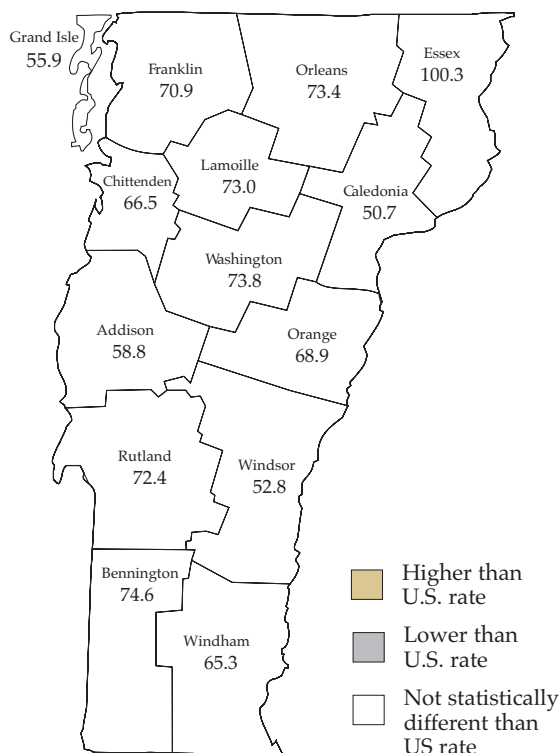 Grand Isle
55.9
Franklin
70.9
Orleans
73.4
Essex
100.3
Lamoille
73.0
Chittenden
66.5
Caledonia
50.7
Washington
73.8
Addison
58.8
Orange
68.9
Rutland
72.4
Windsor
52.8
Bennington
74.6
Windham
65.3
Higher than
U.S. rate
Lower than
U.S. rate
Not statistically
different than
US rate